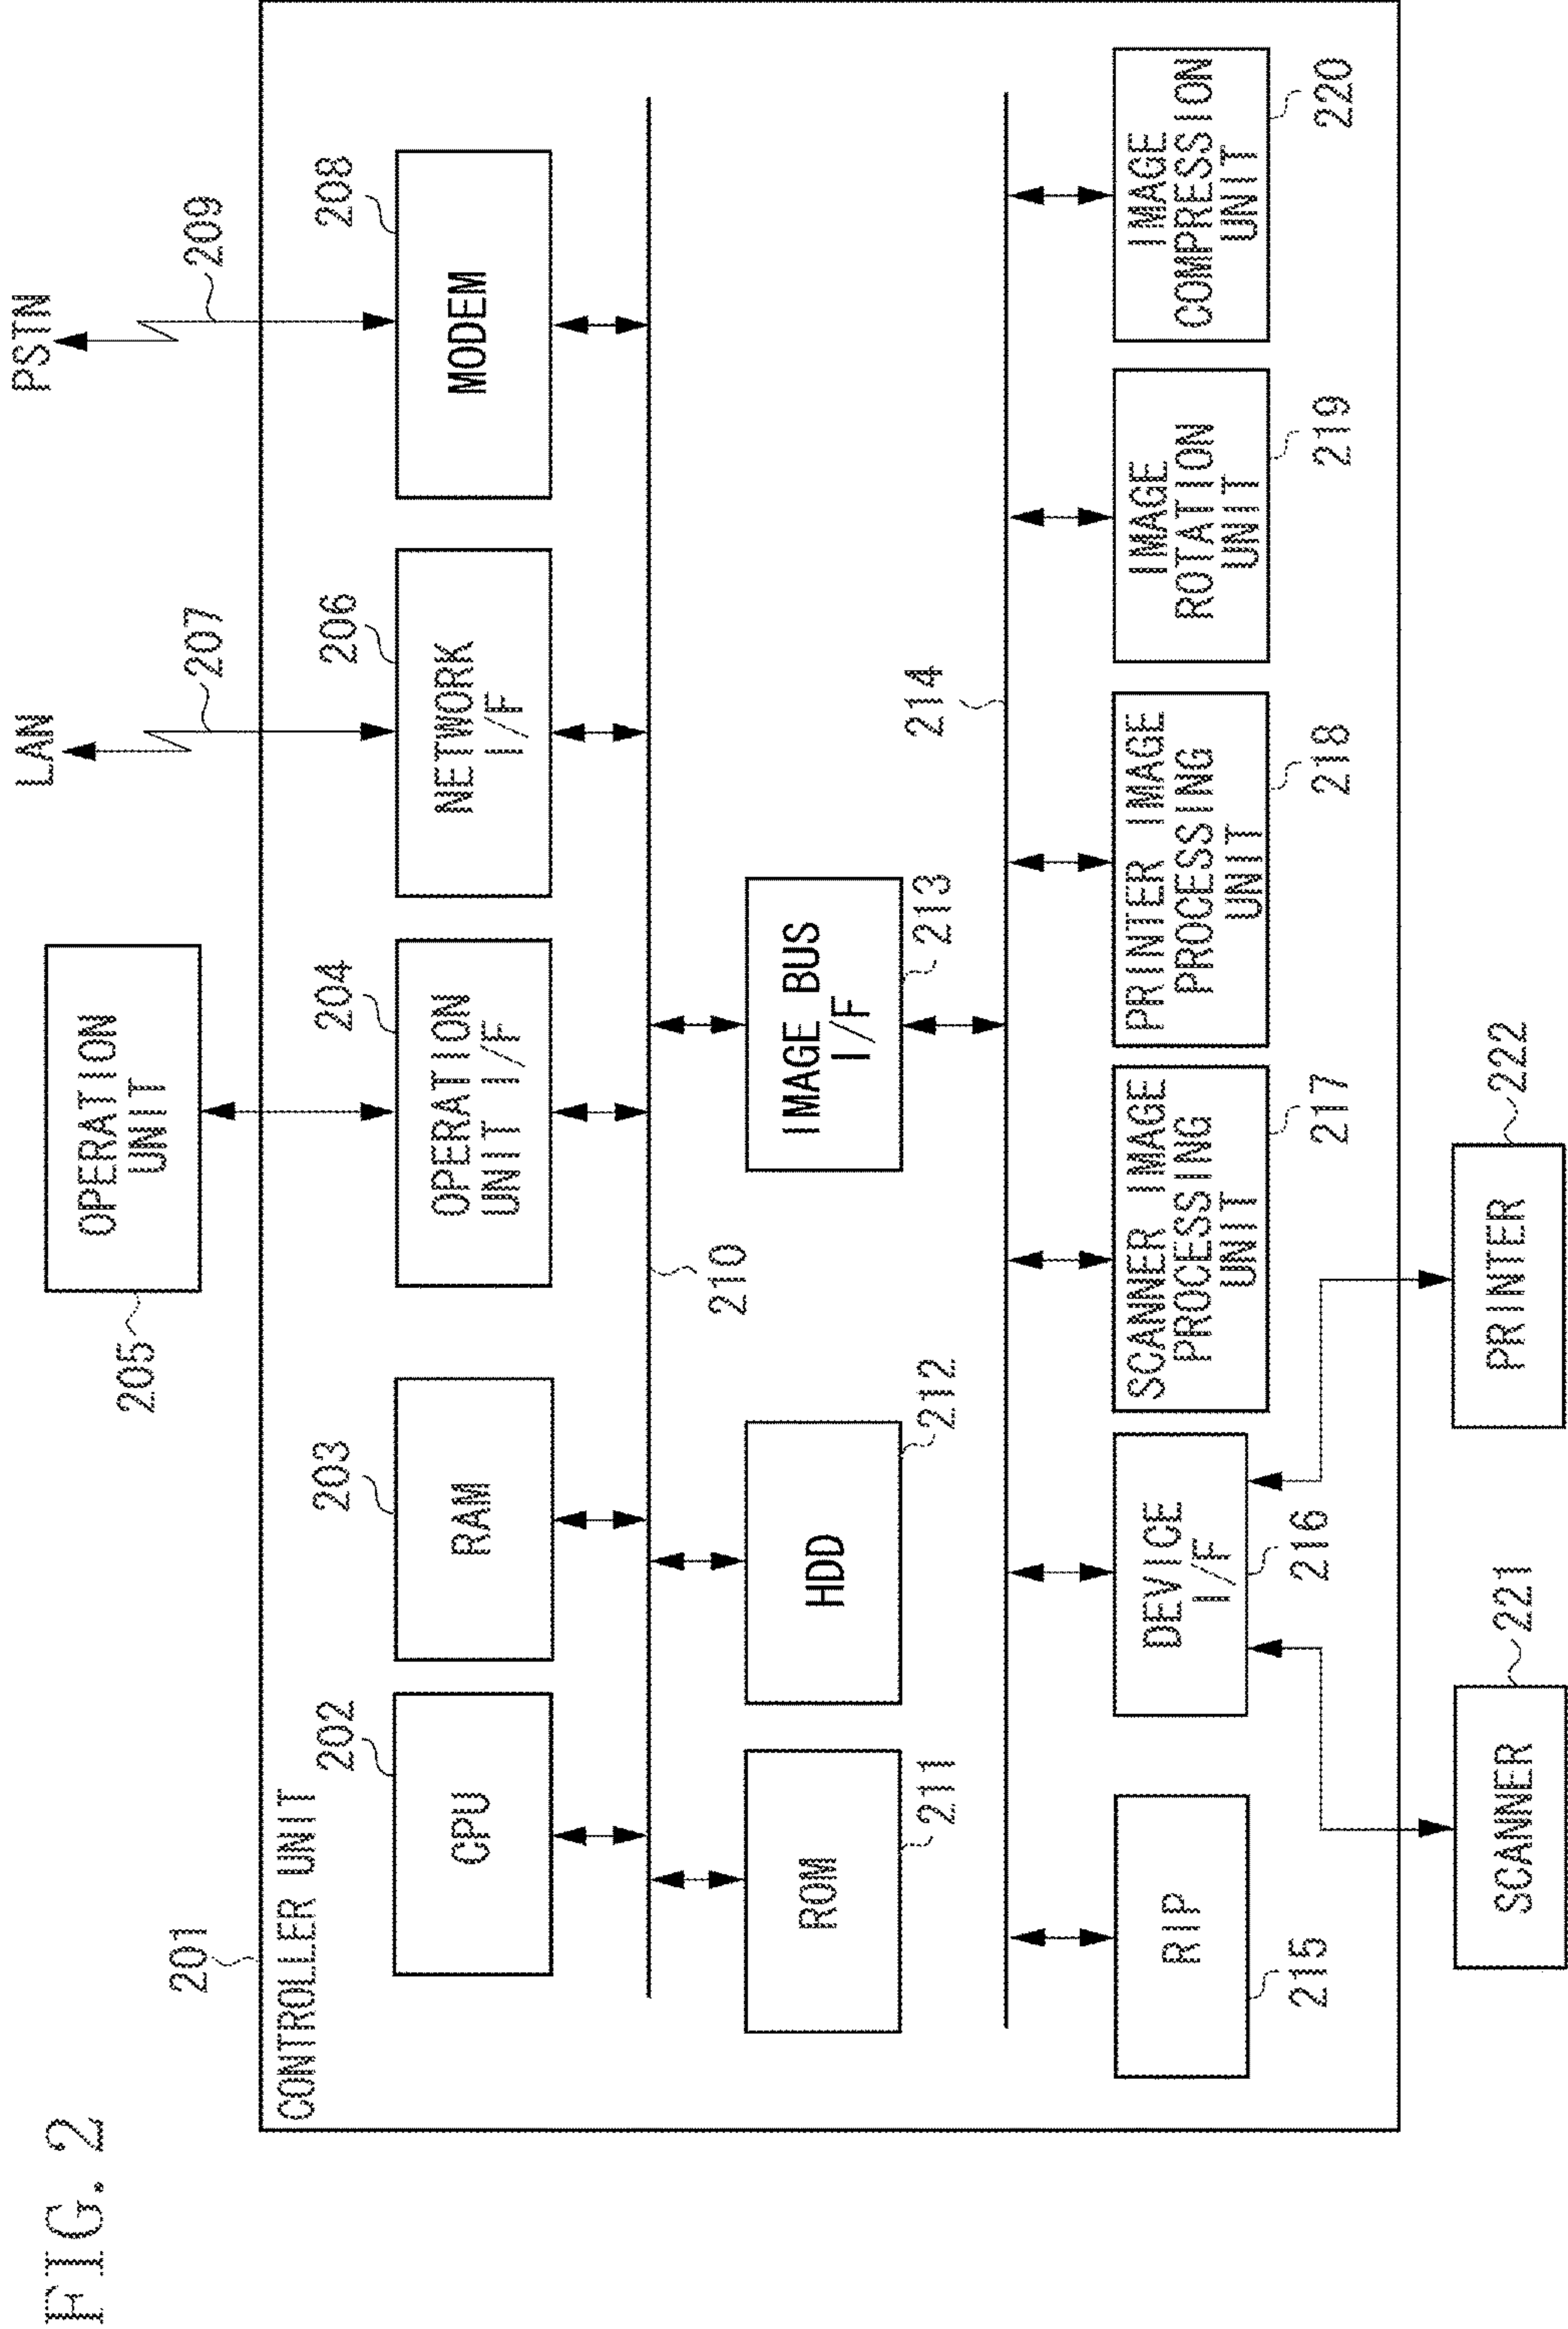 FIG. 2
201
CONTROLLER UNIT
205
OPERATION
UNIT
LAN
207
PSTN
209
202
CPU
203
RAM
204
OPERATION
UNIT I/F
206
NETWORK
I/F
208
MODEM
210
ROM
211
HDD
212
IMAGE BUS
I/F
213
214
RIP
215
DEVICE
I/F
216
SCANNER IMAGE
PROCESSING
UNIT
217
PRINTER IMAGE
PROCESSING
UNIT
218
IMAGE
ROTATION
UNIT
219
IMAGE
COMPRESSION
UNIT
220
SCANNER
221
PRINTER
222